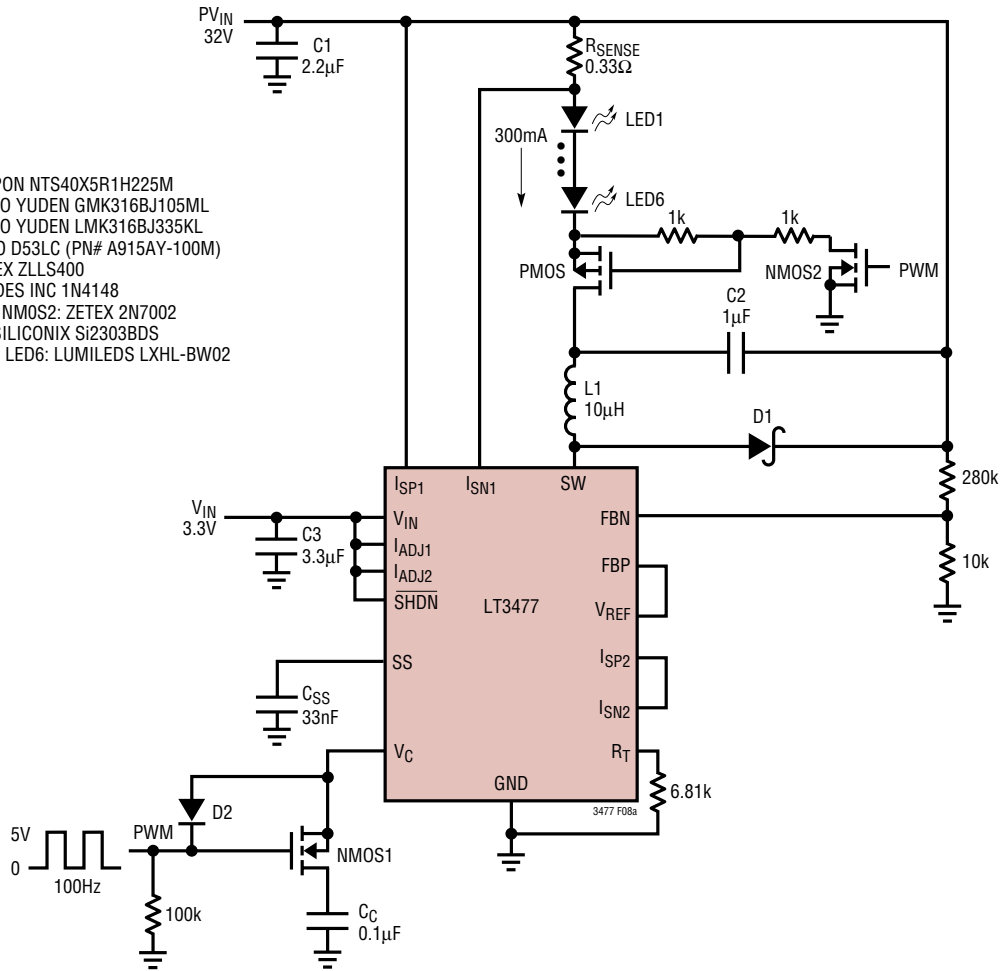 PVIN
32V
C1
2.2µF
RSENSE
0.33Ω
LED1
300mA
LED6
1k
1k
PMOS
NMOS2
PWM
C2
1µF
L1
10µH
D1
280k
10k
NTS40X5R1H225M
YUDEN GMK316BJ105ML
YUDEN LMK316BJ335KL
D53LC (PN# A915AY-100M)
ZLLS400
INC 1N4148
NMOS2: ZETEX 2N7002
Si2303BDS
LED6: LUMILEDS LXHL-BW02
ISP1
ISN1
SW
VIN
3.3V
C3
3.3µF
VIN
IADJ1
IADJ2
SHDN
LT3477
FBN
FBP
VREF
ISP2
ISN2
SS
CSS
33nF
VC
GND
RT
6.81k
3477 F08a
D2
5V
0
100Hz
PWM
NMOS1
100k
CC
0.1µF